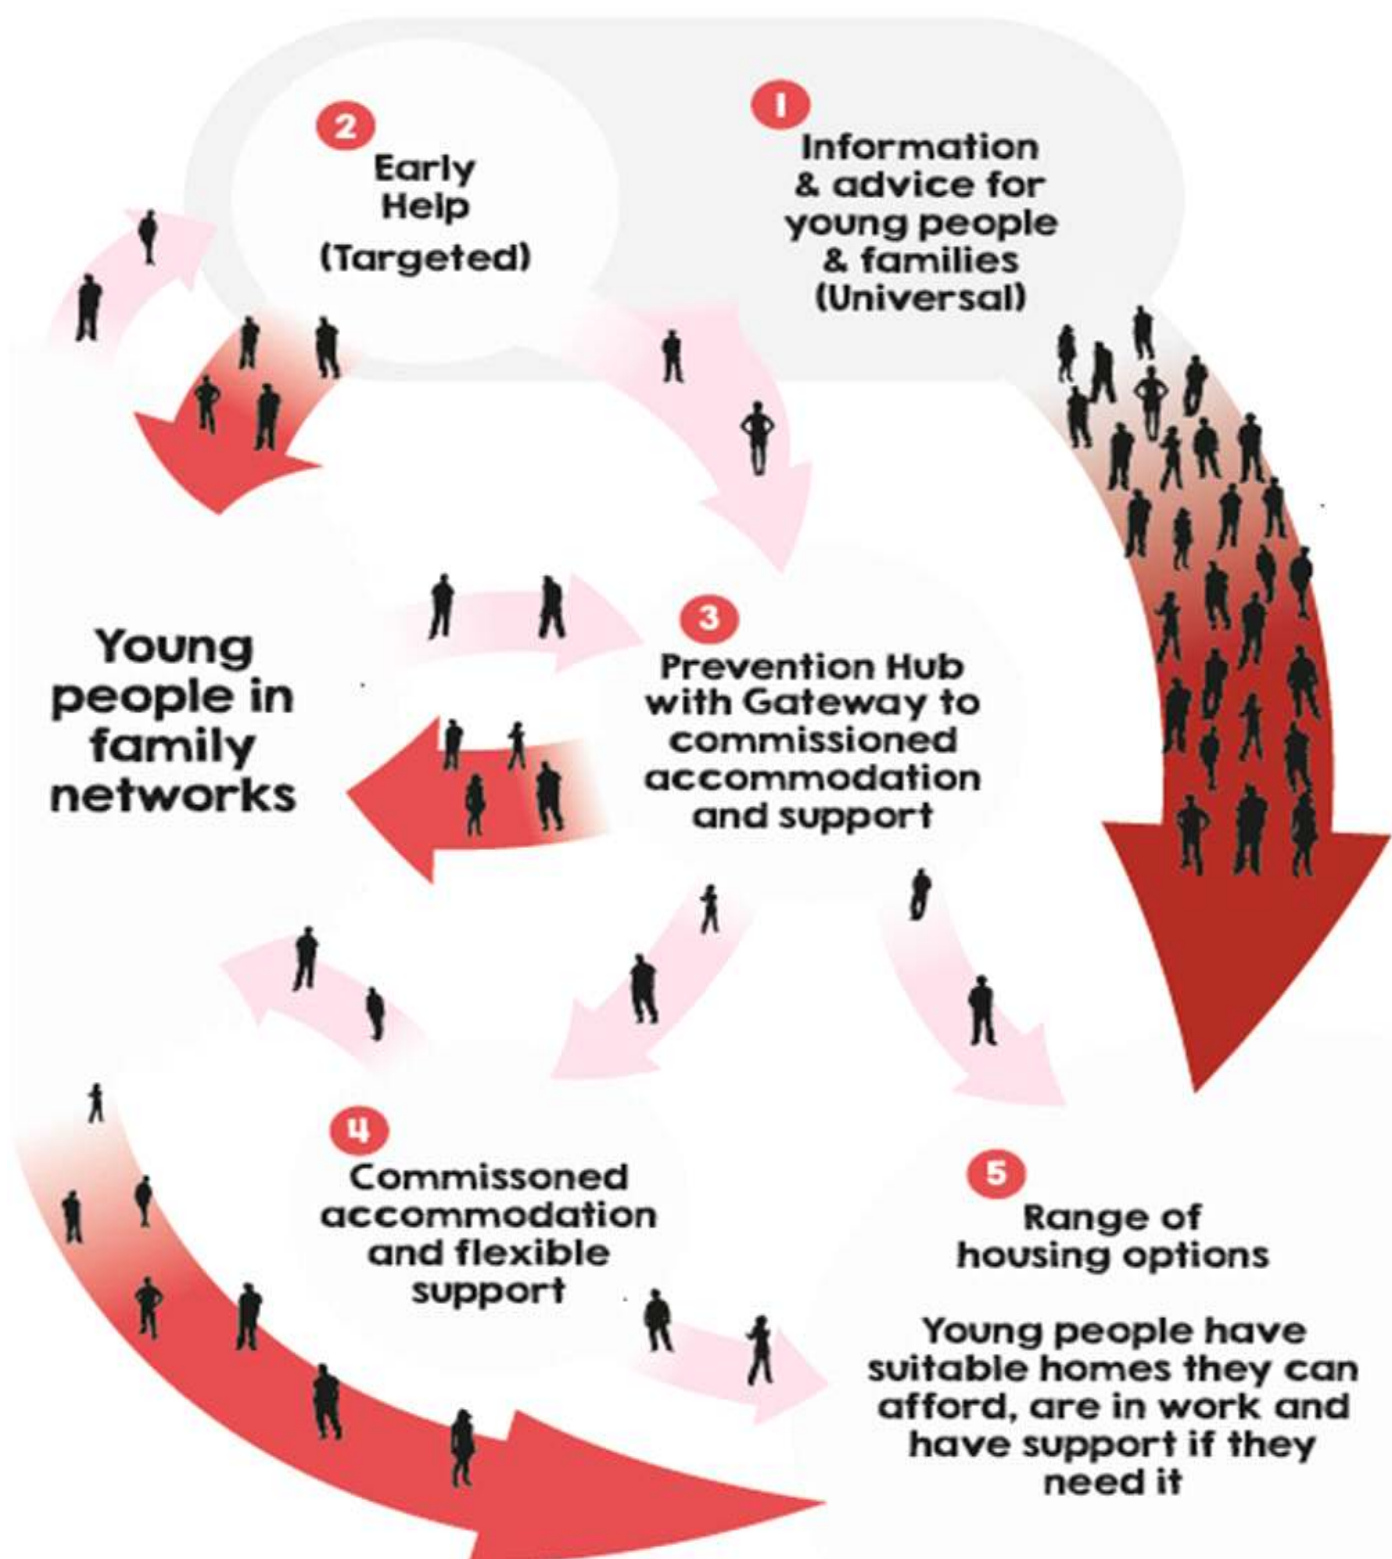 1
Information
& advice for
young people
& families
(Universal)
2
Early
Help
(Targeted)
3
Prevention Hub
with Gateway to
commissioned
accommodation
and support
Young
people in
family
networks
4
Commissoned
accommodation
and flexible
support
5
Range of
housing options
Young people have
suitable homes they can
afford, are in work and
have support if they
need it